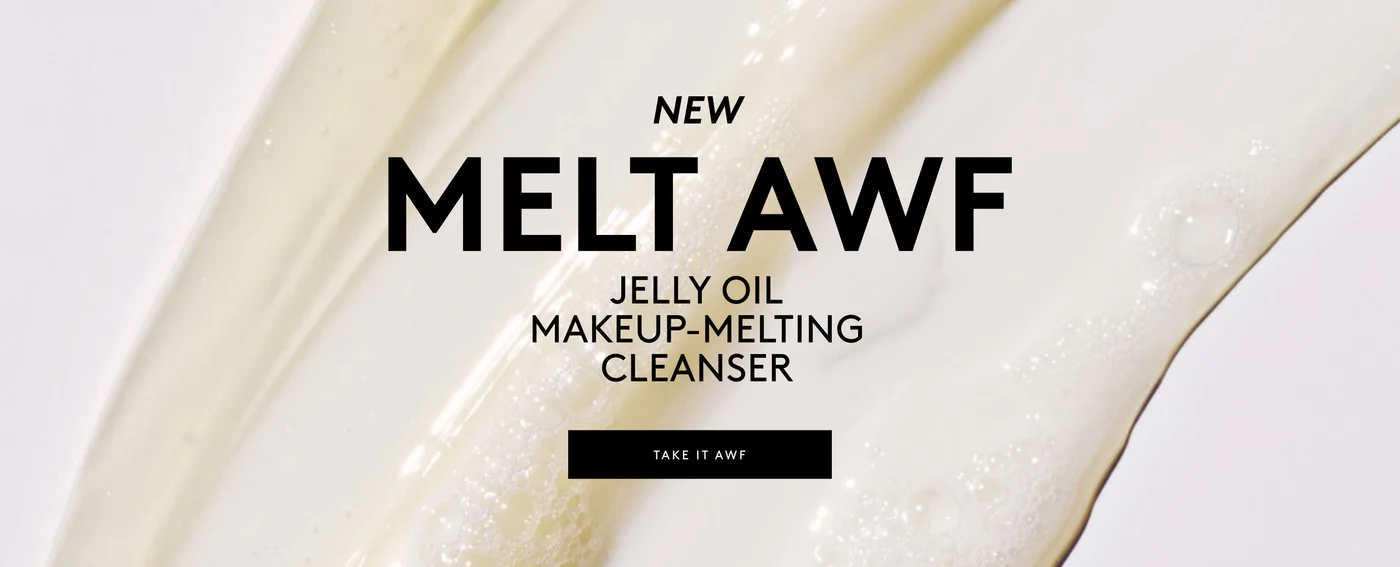 NEW
MELT AWF
JELLY OIL
MAKEUP-MELTING
CLEANSER
TAKE IT AWF